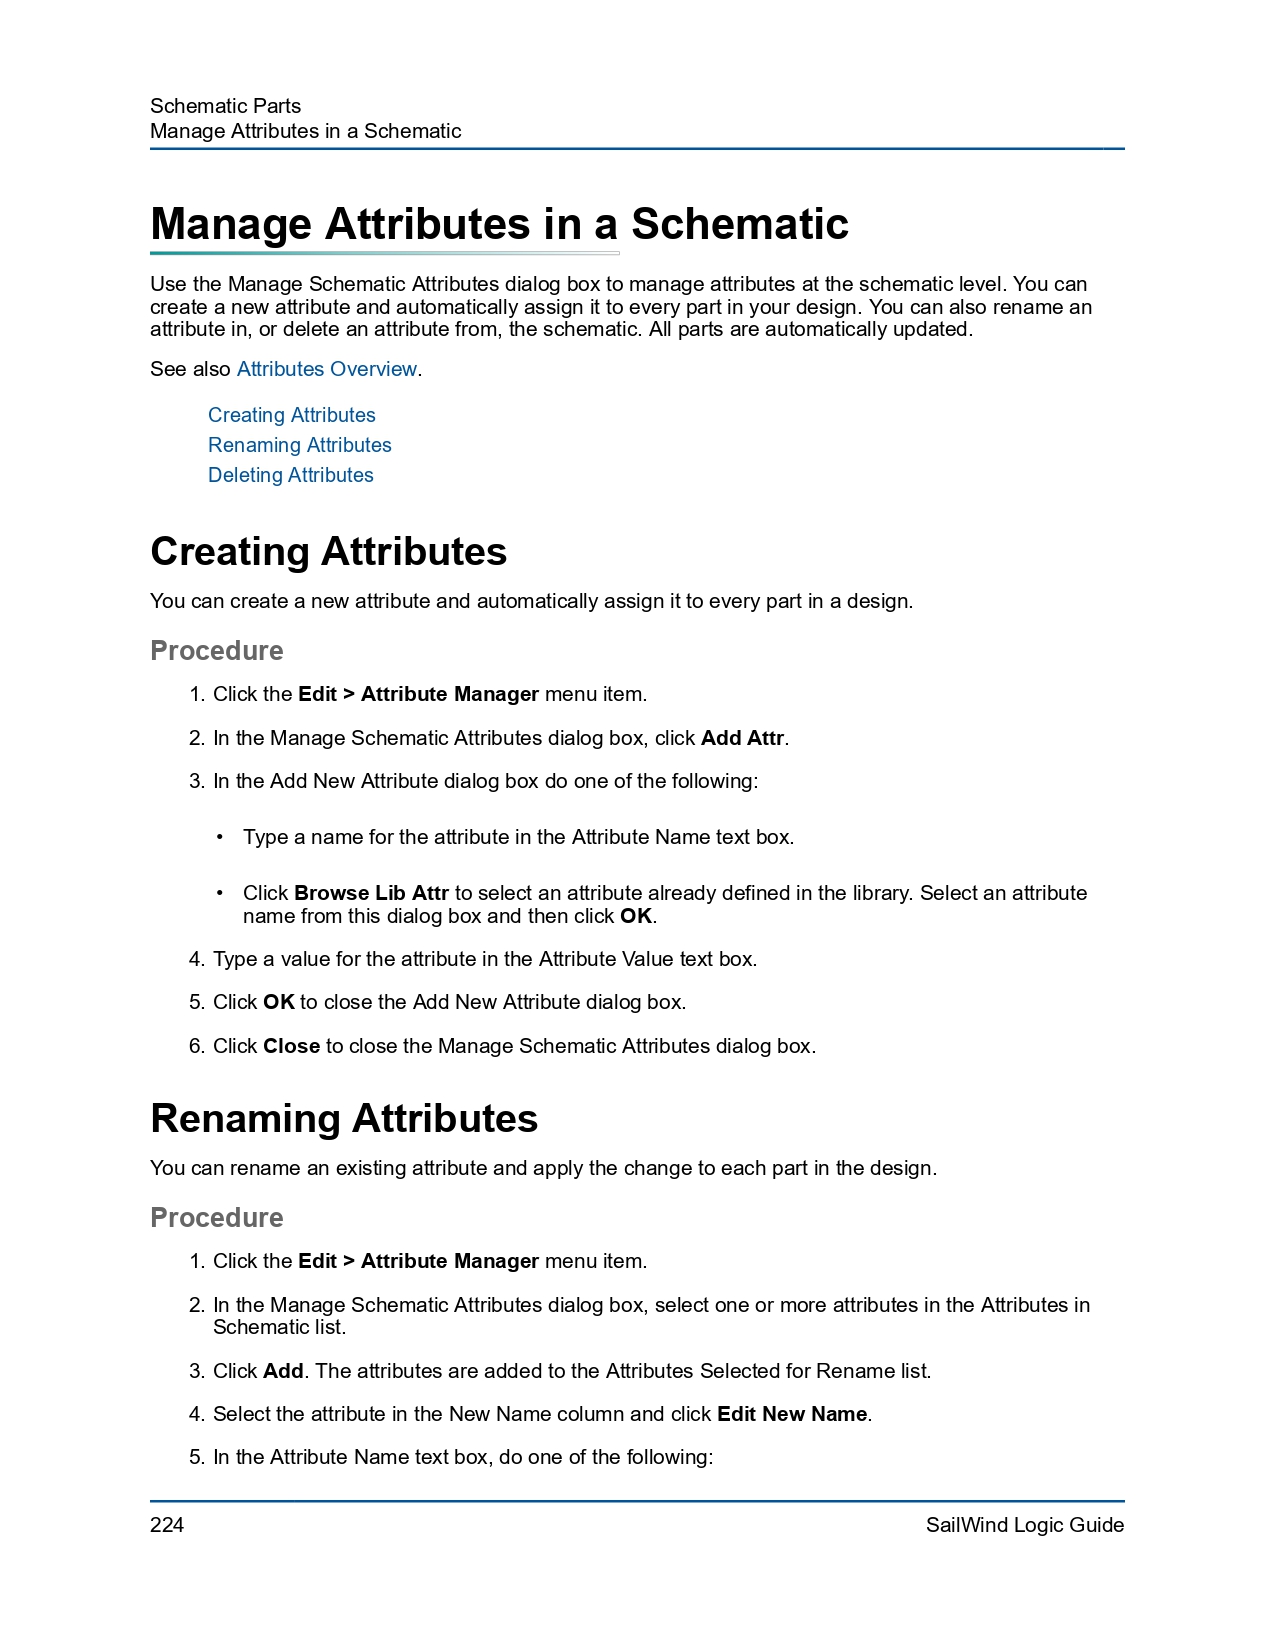 Schematic Parts
Manage Attributes in a Schematic
Manage Attributes in a Schematic
Use the Manage Schematic Attributes dialog box to manage attributes at the schematic level. You can
create a new attribute and automatically assign it to every part in your design. You can also rename an
attribute in, or delete an attribute from, the schematic. All parts are automatically updated.
See also Attributes Overview.
Creating Attributes
Renaming Attributes
Deleting Attributes
Creating Attributes
You can create a new attribute and automatically assign it to every part in a design.
Procedure
1. Click the Edit > Attribute Manager menu item.
2. In the Manage Schematic Attributes dialog box, click Add Attr.
3. In the Add New Attribute dialog box do one of the following:
• Type a name for the attribute in the Attribute Name text box.
• Click Browse Lib Attr to select an attribute already defined in the library. Select an attribute
name from this dialog box and then click OK.
4. Type a value for the attribute in the Attribute Value text box.
5. Click OK to close the Add New Attribute dialog box.
6. Click Close to close the Manage Schematic Attributes dialog box.
Renaming Attributes
You can rename an existing attribute and apply the change to each part in the design.
Procedure
1. Click the Edit > Attribute Manager menu item.
2. In the Manage Schematic Attributes dialog box, select one or more attributes in the Attributes in
Schematic list.
3. Click Add. The attributes are added to the Attributes Selected for Rename list.
4. Select the attribute in the New Name column and click Edit New Name.
5. In the Attribute Name text box, do one of the following:
224
SailWind Logic Guide